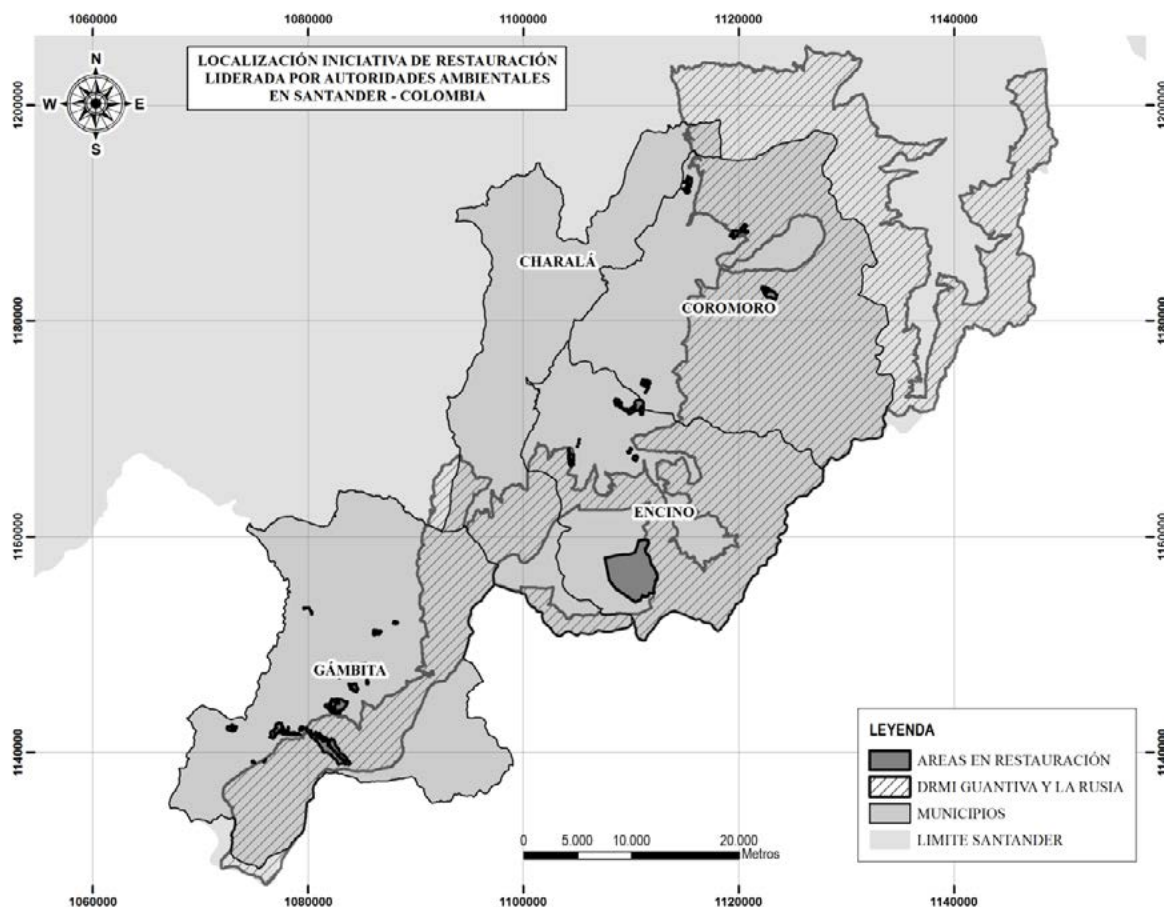 1060000 1080000 1100000 1120000 1140000
LOCALIZACIÓN INICIATIVA DE RESTAURACIÓN
LIDERADA POR AUTORIDADES AMBIENTALES
EN SANTANDER - COLOMBIA
N
W E
S
1200000 1200000
CHARALÁ
COROMORO
1180000 1180000
ENCINO
1160000 1160000
GÁMBITA
1140000 1140000
LEYENDA
AREAS EN RESTAURACIÓN
DRMI GUANTIVA Y LA RUSIA
MUNICIPIOS
LIMITE SANTANDER
0 5.000 10.000 20.000
Metros
1060000 1080000 1100000 1120000 1140000